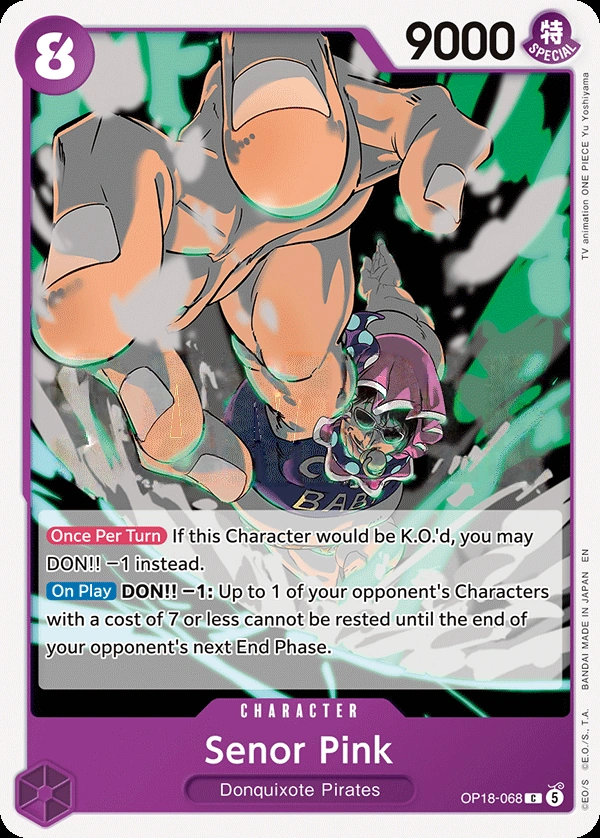 8
9000
特
SPECIAL
TV animation ONE PIECE Yu Yoshiyama
BAB
Once Per Turn If this Character would be K.O.'d, you may
DON!! −1 instead.
On Play DON!! −1: Up to 1 of your opponent's Characters
with a cost of 7 or less cannot be rested until the end of
your opponent's next End Phase.
CHARACTER
Senor Pink
Donquixote Pirates
OP18-068 C 5
©EO/S ©E.O./S., T.A. BANDAI MADE IN JAPAN EN